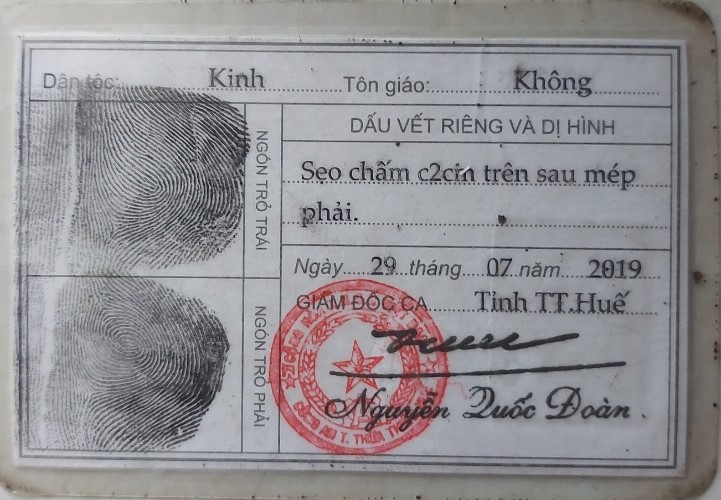 Dân tộc: Kinh Tôn giáo: Không
NGÓN TRỎ TRÁI
NGÓN TRỎ PHẢI
DẤU VẾT RIÊNG VÀ DỊ HÌNH
Sẹo chấm c2cm trên sau mép
phải.
Ngày 29 tháng 07 năm 2019
GIÁM ĐỐC CA Tỉnh TT.Huế
Nguyễn Quốc Đoàn.